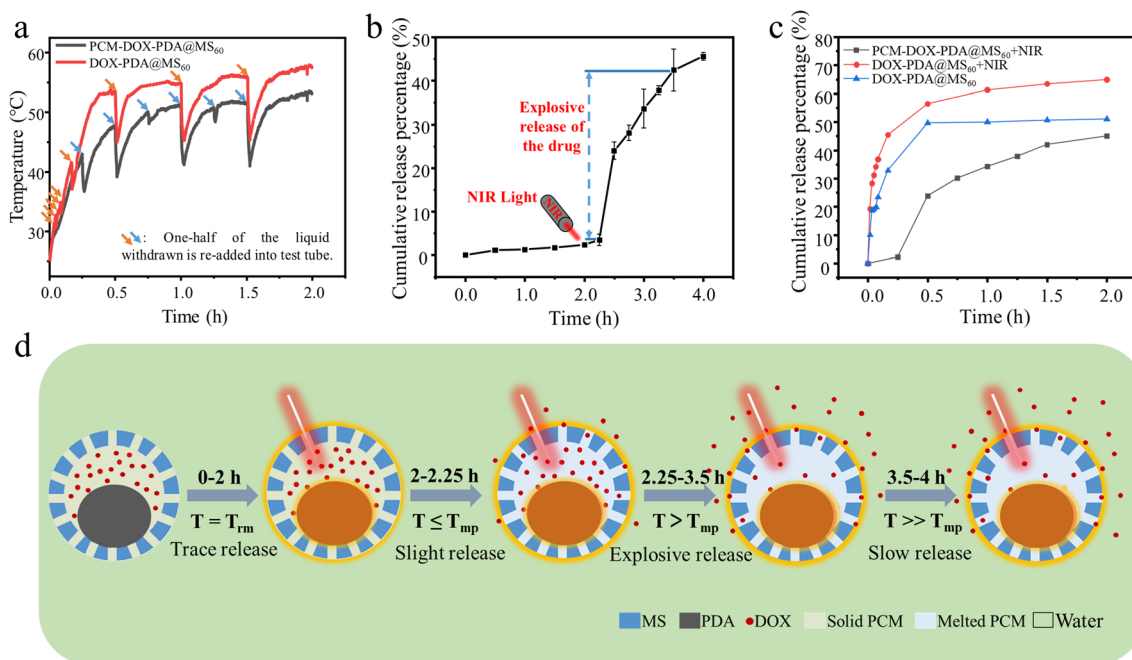 a
Temperature (°C)
60
50
40
30
PCM-DOX-PDA@MS60
DOX-PDA@MS60
: One-half of the liquid
withdrawn is re-added into test tube.
0.0 0.5 1.0 1.5 2.0
Time (h)
b
Cumulative release percentage (%)
50
40
30
20
10
0
Explosive
release of
the drug
NIR Light
NIR
0.0 1.0 2.0 3.0 4.0
Time (h)
c
Cumulative release percentage (%)
80
70
60
50
40
30
20
10
0
PCM-DOX-PDA@MS60+NIR
DOX-PDA@MS60+NIR
DOX-PDA@MS60
0.0 0.5 1.0 1.5 2.0
Time (h)
d
0-2 h
T = Trm
Trace release
2-2.25 h
T ≤ Tmp
Slight release
2.25-3.5 h
T > Tmp
Explosive release
3.5-4 h
T >> Tmp
Slow release
MS PDA DOX Solid PCM Melted PCM Water